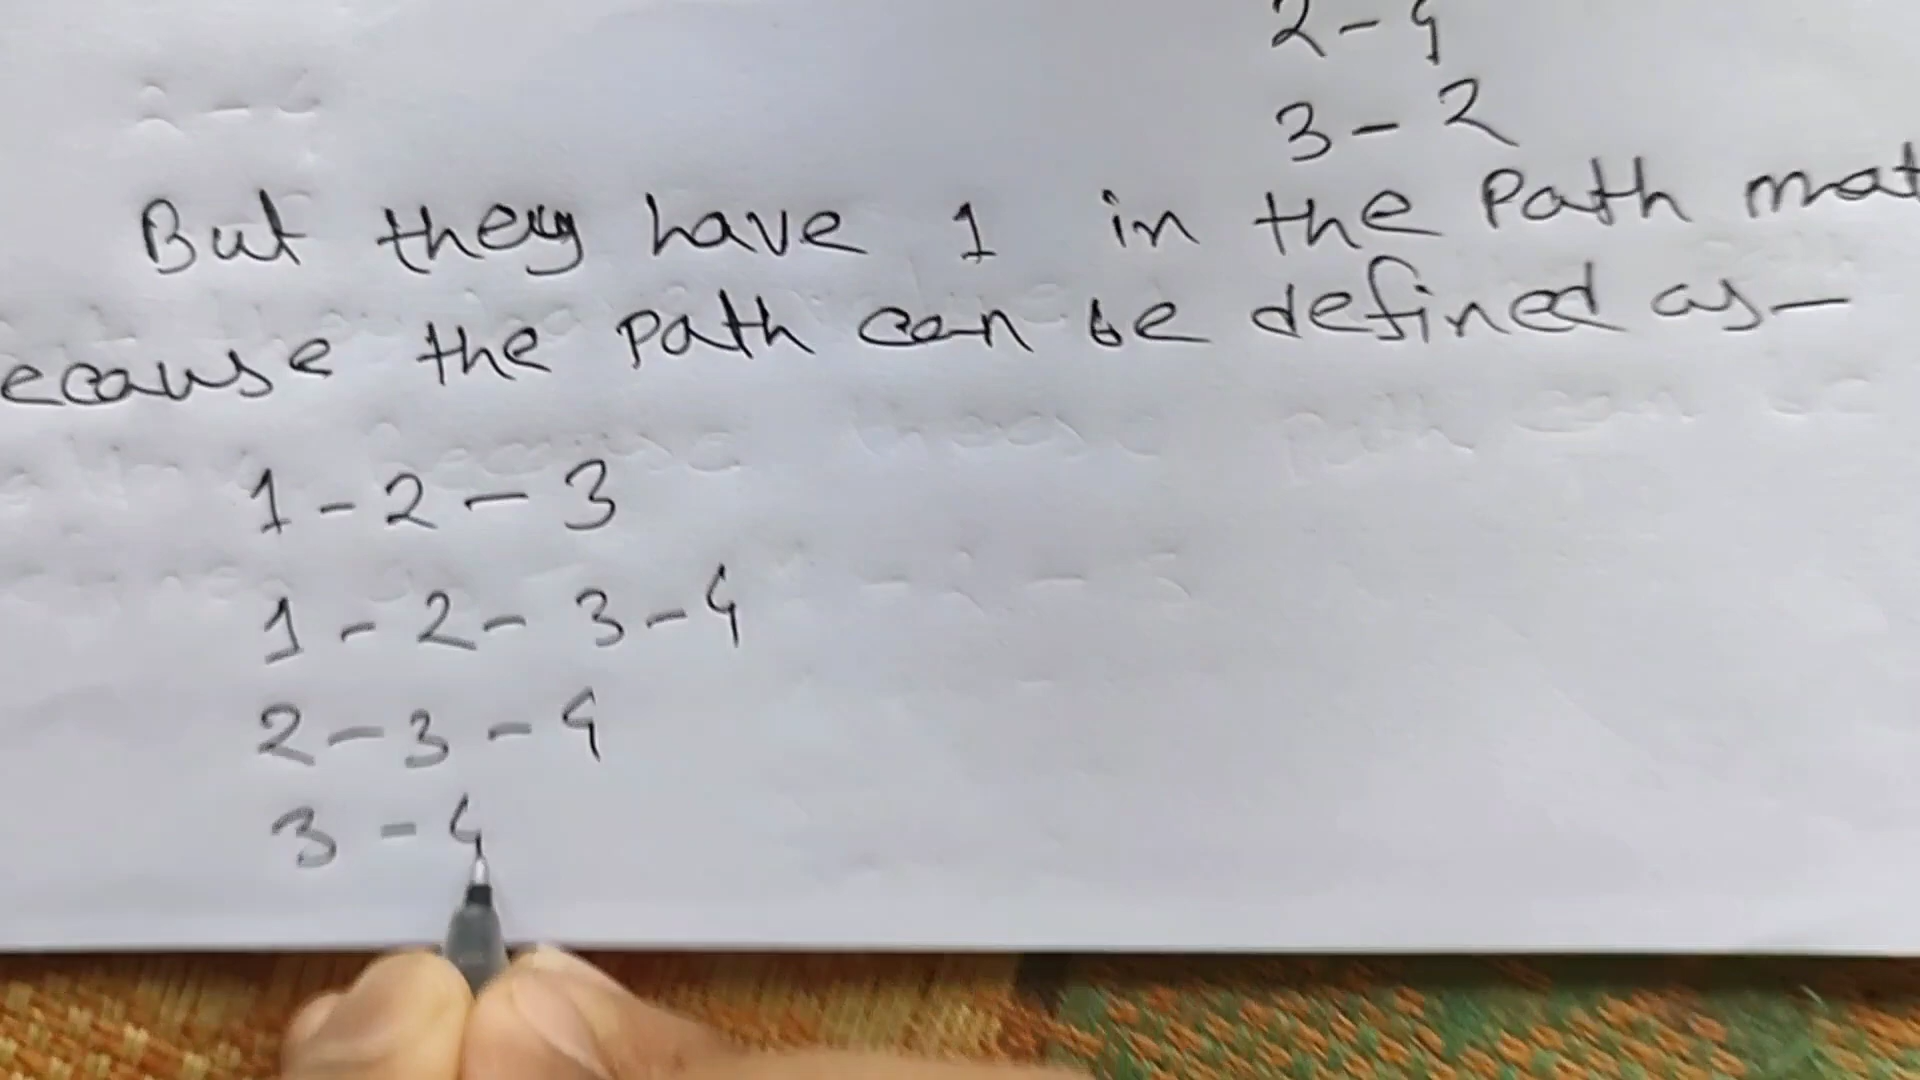 2 - 4
3 - 2
But they have 1 in the Path mat
ecause the path can be defined as -
1 - 2 - 3
1 - 2 - 3 - 4
2 - 3 - 4
3 - 4